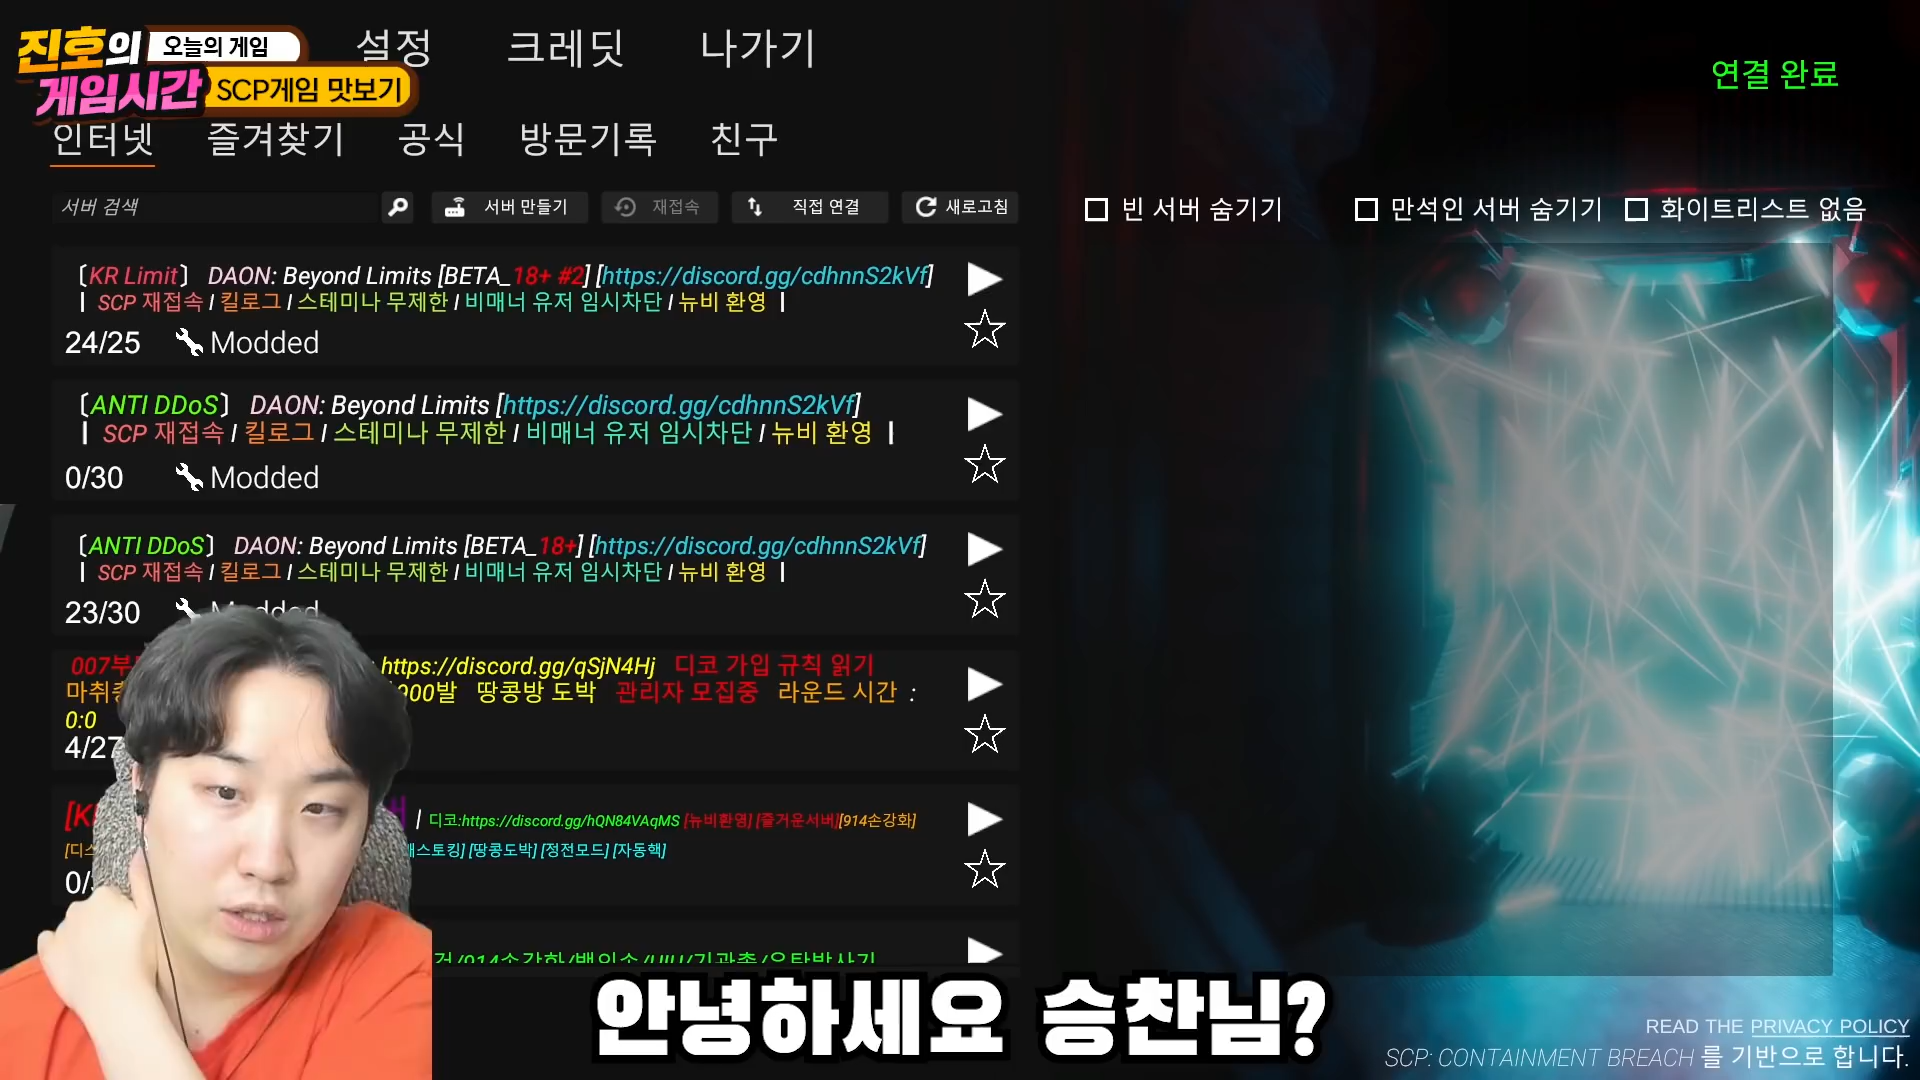 진호의 오늘의 게임
게임시간 SCP게임 맛보기
설정 크레딧 나가기
연결 완료
인터넷 즐겨찾기 공식 방문기록 친구
서버 검색 서버 만들기 재접속 직접 연결 새로고침
빈 서버 숨기기 만석인 서버 숨기기 화이트리스트 없음
〔KR Limit〕 DAON: Beyond Limits [BETA_18+ #2] [https://discord.gg/cdhnnS2kVf]
| SCP 재접속 / 킬로그 / 스테미나 무제한 / 비매너 유저 임시차단 / 뉴비 환영 |
24/25 Modded
〔ANTI DDoS〕 DAON: Beyond Limits [https://discord.gg/cdhnnS2kVf]
| SCP 재접속 / 킬로그 / 스테미나 무제한 / 비매너 유저 임시차단 / 뉴비 환영 |
0/30 Modded
〔ANTI DDoS〕 DAON: Beyond Limits [BETA_18+] [https://discord.gg/cdhnnS2kVf]
| SCP 재접속 / 킬로그 / 스테미나 무제한 / 비매너 유저 임시차단 / 뉴비 환영 |
23/30 Modded
https://discord.gg/qSjN4Hj 디코 가입 규칙 읽기
땅콩방 도박 관리자 모집중 라운드 시간 :
0:0
4/27
| 디코:https://discord.gg/hQN84VAqMS [뉴비환영] [즐거운서버][914손강화]
[땅콩도박] [정전모드] [자동핵]
안녕하세요 승찬님?
READ THE PRIVACY POLICY
SCP: CONTAINMENT BREACH 를 기반으로 합니다.